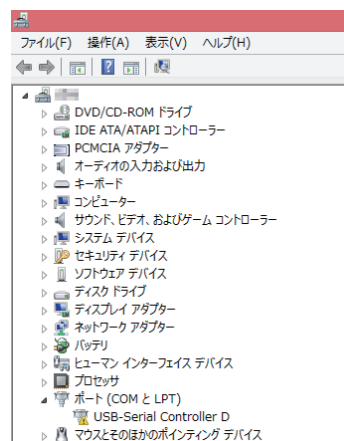 ファイル(F) 操作(A) 表示(V) ヘルプ(H)
DVD/CD-ROM ドライブ
IDE ATA/ATAPI コントローラー
PCMCIA アダプター
オーディオの入力および出力
キーボード
コンピューター
サウンド、ビデオ、およびゲーム コントローラー
システム デバイス
セキュリティ デバイス
ソフトウェア デバイス
ディスク ドライブ
ディスプレイ アダプター
ネットワーク アダプター
バッテリ
ヒューマン インターフェイス デバイス
プロセッサ
ポート (COM と LPT)
USB-Serial Controller D
マウスとそのほかのポインティング デバイス